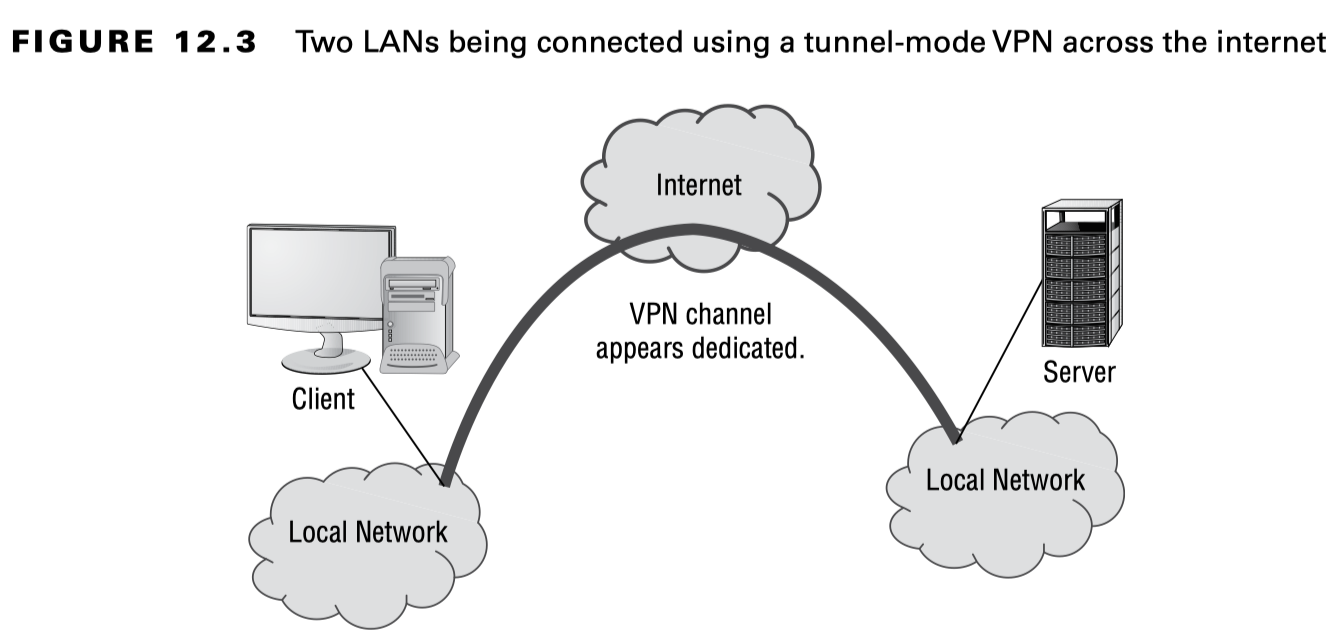 FIGURE 12.3 Two LANs being connected using a tunnel-mode VPN across the internet
Internet
VPN channel
appears dedicated.
Client
Server
Local Network
Local Network